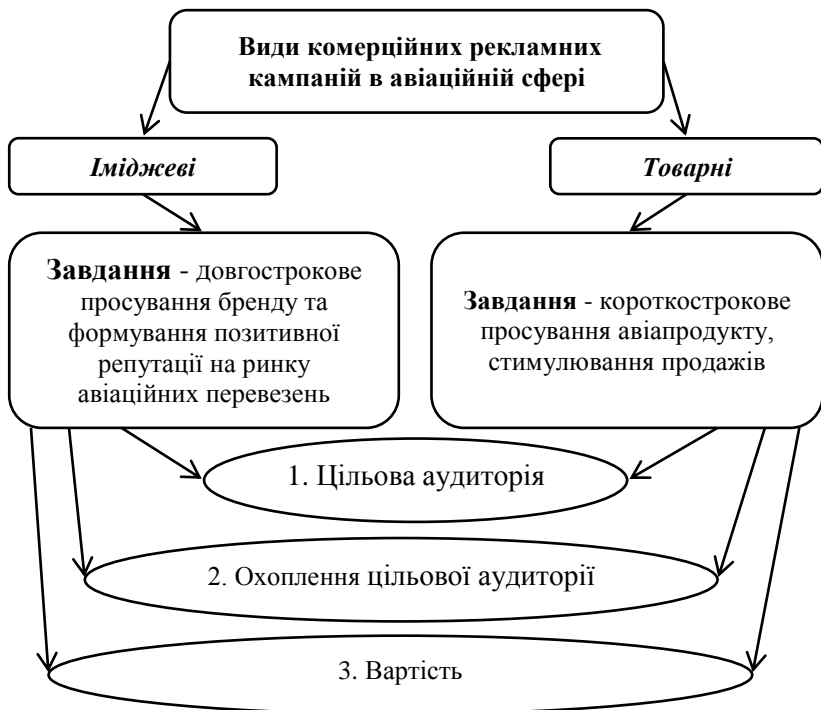 Види комерційних рекламних
кампаній в авіаційній сфері
Іміджеві
Товарні
Завдання - довгострокове
просування бренду та
формування позитивної
репутації на ринку
авіаційних перевезень
Завдання - короткострокове
просування авіапродукту,
стимулювання продажів
1. Цільова аудиторія
2. Охоплення цільової аудиторії
3. Вартість